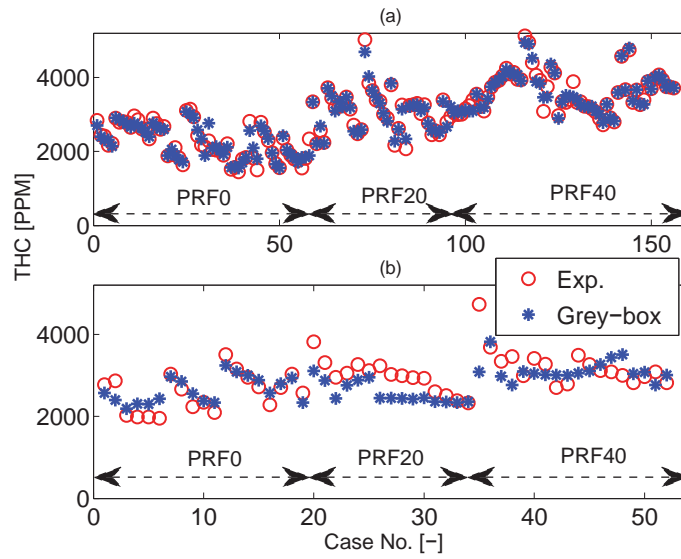 (a)
4000
2000
0
PRF0 PRF20 PRF40
0 50 100 150
THC [PPM]
(b)
Exp.
Grey−box
4000
2000
0
PRF0 PRF20 PRF40
0 10 20 30 40 50
Case No. [−]